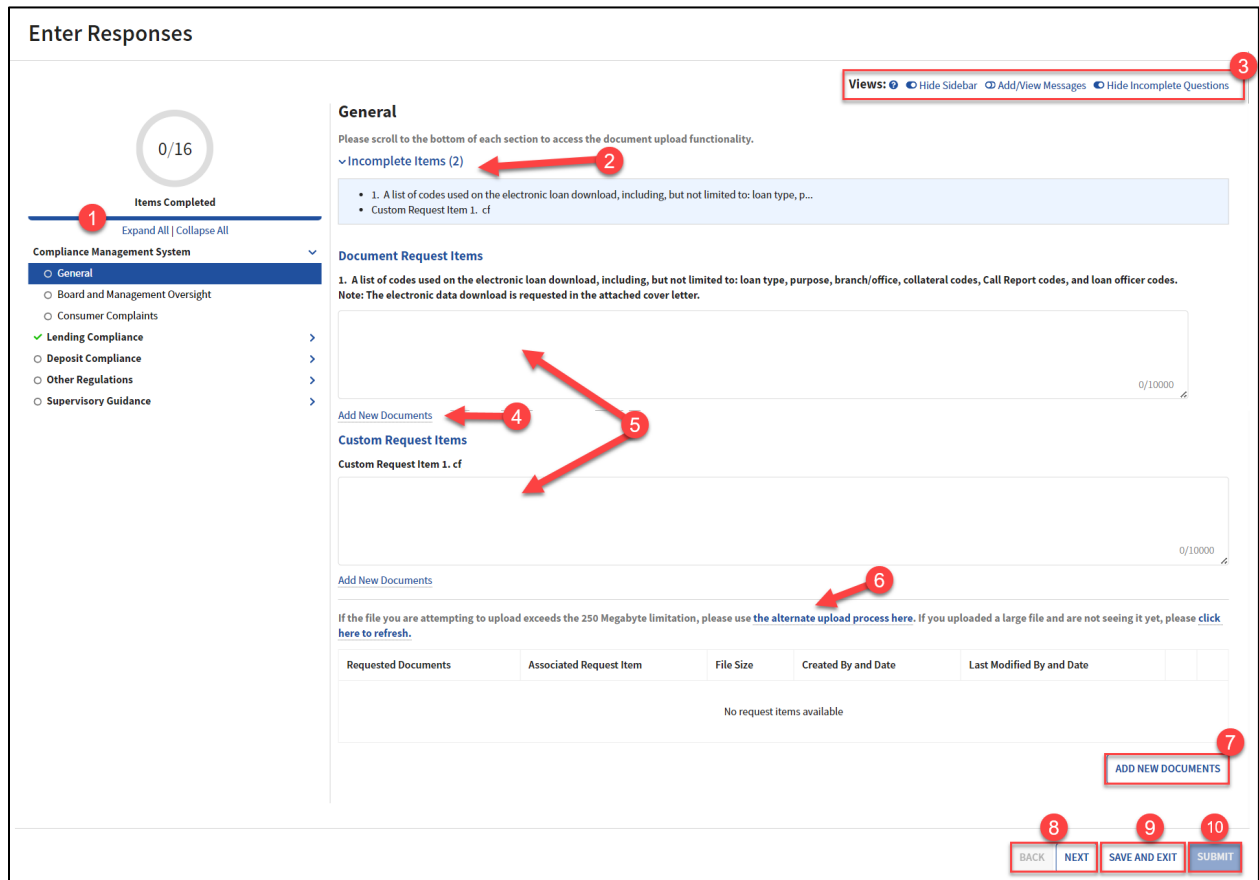 Enter Responses
3
Views: ? Hide Sidebar Add/View Messages Hide Incomplete Questions
0/16
Items Completed
1
Expand All | Collapse All
Compliance Management System
General
Board and Management Oversight
Consumer Complaints
Lending Compliance
Deposit Compliance
Other Regulations
Supervisory Guidance
General
Please scroll to the bottom of each section to access the document upload functionality.
Incomplete Items (2)
2
• 1. A list of codes used on the electronic loan download, including, but not limited to: loan type, p...
• Custom Request Item 1. cf
Document Request Items
1. A list of codes used on the electronic loan download, including, but not limited to: loan type, purpose, branch/office, collateral codes, Call Report codes, and loan officer codes.
Note: The electronic data download is requested in the attached cover letter.
0/10000
Add New Documents
4
5
Custom Request Items
Custom Request Item 1. cf
0/10000
Add New Documents
6
If the file you are attempting to upload exceeds the 250 Megabyte limitation, please use the alternate upload process here. If you uploaded a large file and are not seeing it yet, please click
here to refresh.
Requested Documents Associated Request Item File Size Created By and Date Last Modified By and Date
No request items available
7
ADD NEW DOCUMENTS
8 9 10
BACK NEXT SAVE AND EXIT SUBMIT